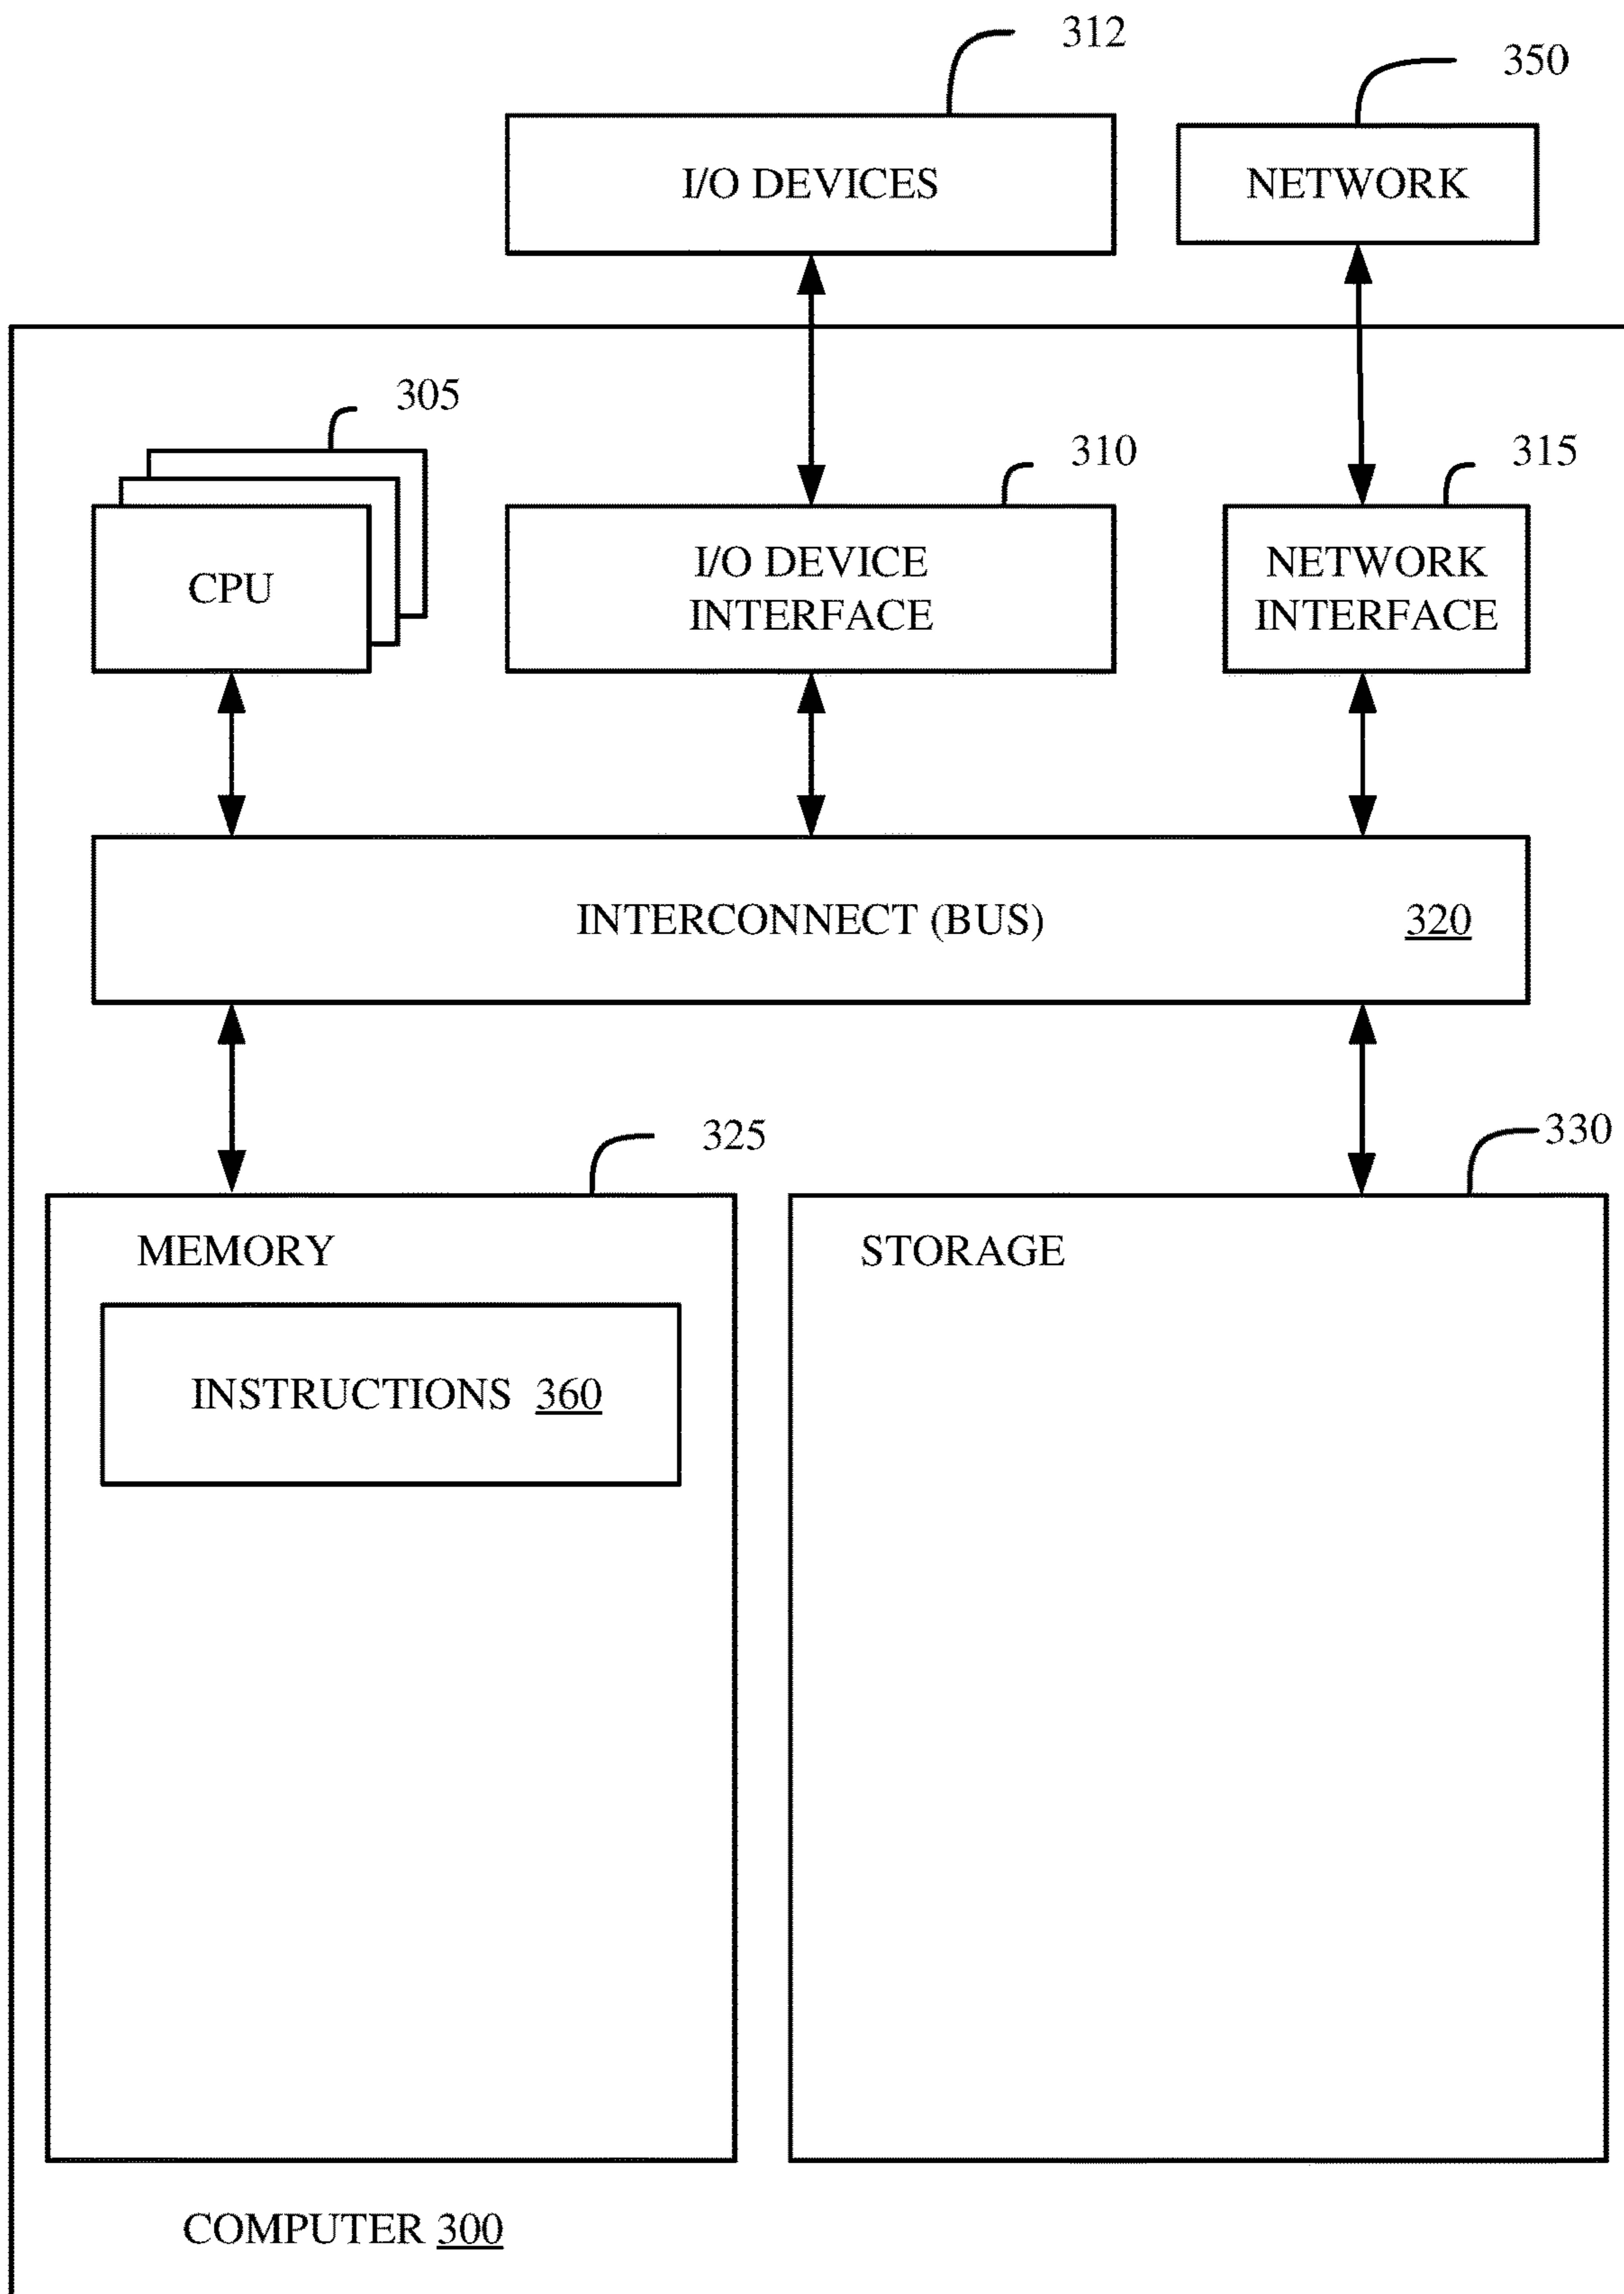 312
350
I/O DEVICES
NETWORK
305
310
315
CPU
I/O DEVICE
INTERFACE
NETWORK
INTERFACE
INTERCONNECT (BUS) 320
325
330
MEMORY
STORAGE
INSTRUCTIONS 360
COMPUTER 300